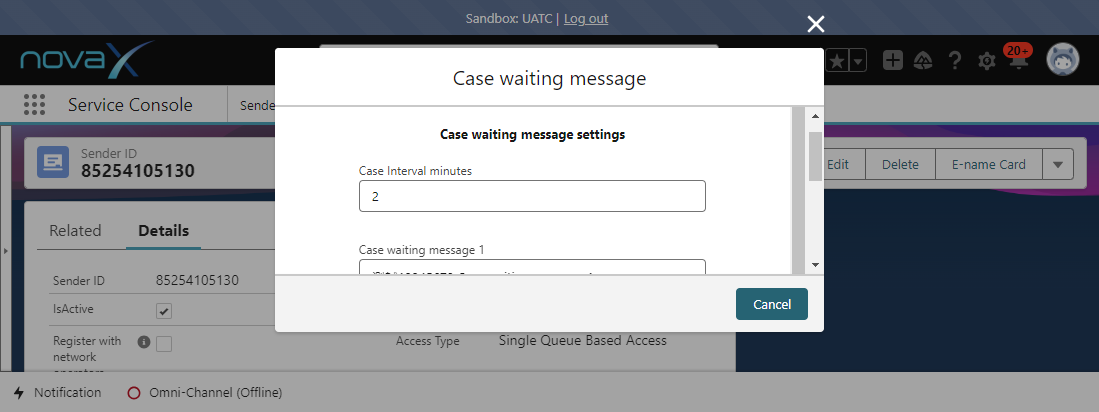 Sandbox: UATC | Log out
novaX
20+
Service Console
Sende
Case waiting message
Sender ID
85254105130
Edit
Delete
E-name Card
Case waiting message settings
Case Interval minutes
2
Case waiting message 1
Related
Details
Sender ID
85254105130
IsActive
Register with
network
Access Type
Single Queue Based Access
Cancel
Notification
Omni-Channel (Offline)